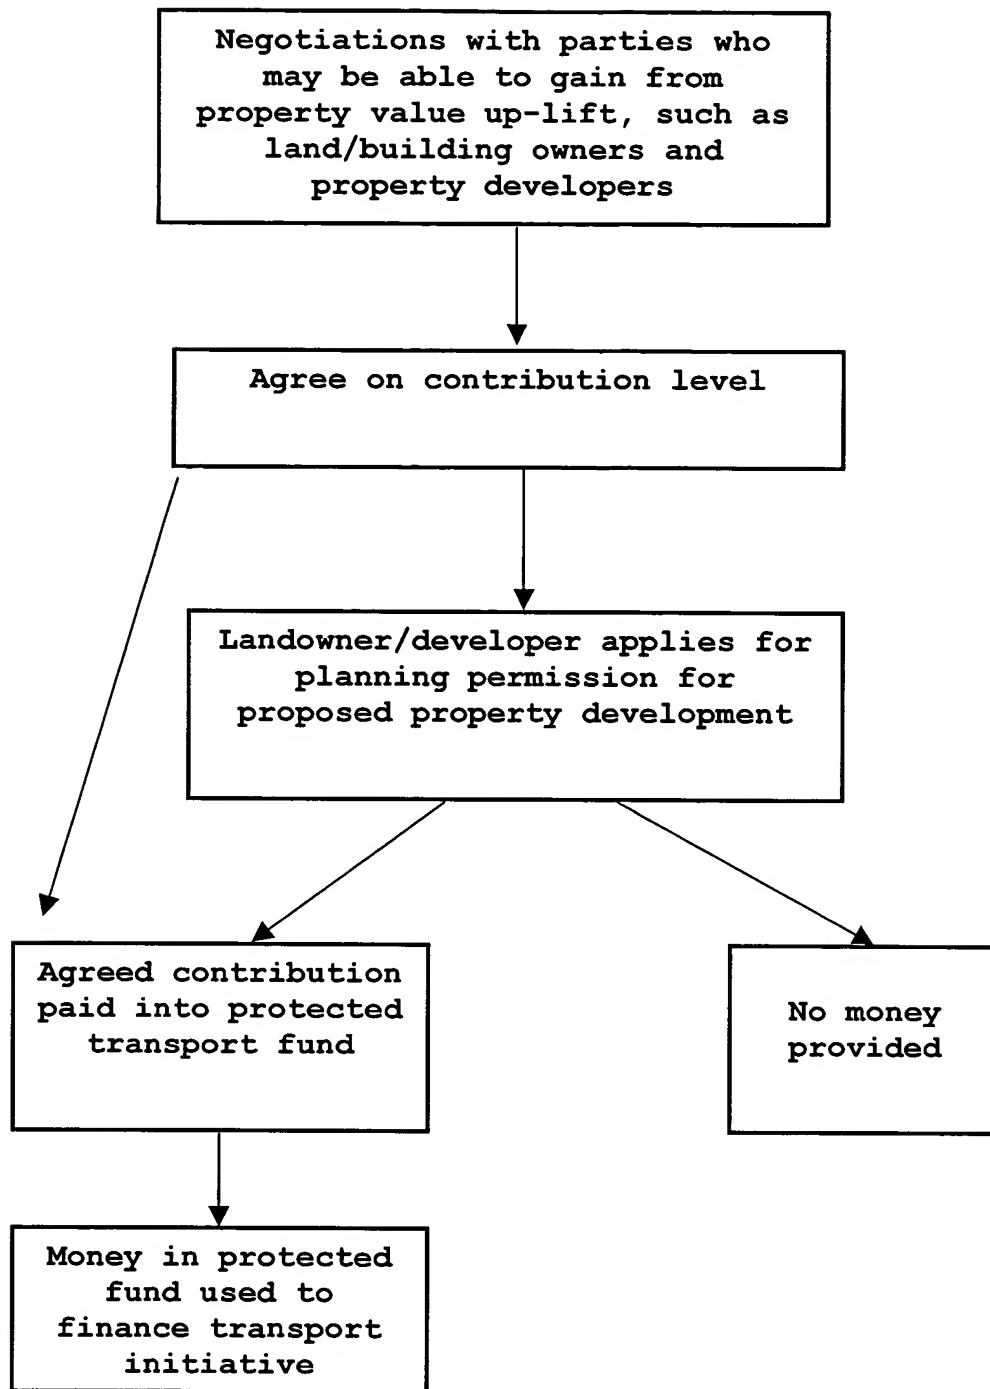 Negotiations with parties who
may be able to gain from
property value up-lift, such as
land/building owners and
property developers
Agree on contribution level
Landowner/developer applies for
planning permission for
proposed property development
Agreed contribution
paid into protected
transport fund
No money
provided
Money in protected
fund used to
finance transport
initiative